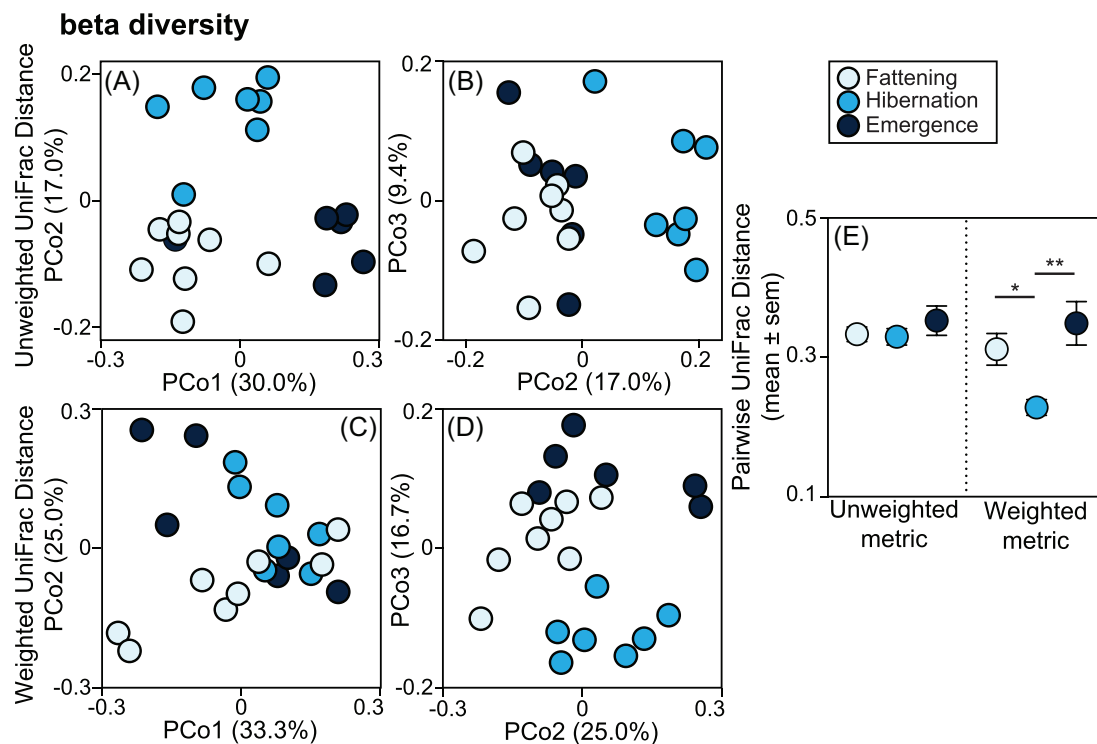 beta diversity
Fattening
Hibernation
Emergence
Unweighted UniFrac Distance
PCo2 (17.0%)
0.2
0
-0.2
(A)
-0.3
0
0.3
PCo1 (30.0%)
PCo3 (9.4%)
0.2
0
-0.2
(B)
-0.2
0
0.2
PCo2 (17.0%)
Weighted UniFrac Distance
PCo2 (25.0%)
0.3
0
-0.3
(C)
-0.3
0
0.3
PCo1 (33.3%)
PCo3 (16.7%)
0.2
0
-0.2
(D)
-0.3
0
0.3
PCo2 (25.0%)
Pairwise UniFrac Distance
(mean ± sem)
0.5
0.3
0.1
(E)
*
**
Unweighted
metric
Weighted
metric